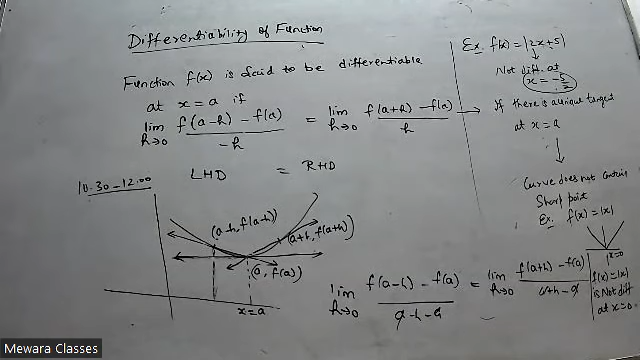 Differentiability of Function
Function f(x) is said to be differentiable
at x=a if
lim h→0 f(a-h) - f(a) / -h = lim h→0 f(a+h) - f(a) / h
LHD = RHD
10.30-12.00
(a-h, f(a-h))
(a+h, f(a+h))
(a, f(a))
x=a
lim h→0 f(a-h) - f(a) / a-h-a = lim h→0 f(a+h) - f(a) / a+h-a
Ex. f(x) = |2x+5|
Not diff. at
x = -5/2
→ If there is a unique target
at x=a
Curve does not contain
Sharp point
Ex. f(x) = |x|
x=0
f(x)=|x|
is Not diff
at x=0.
Mewara Classes